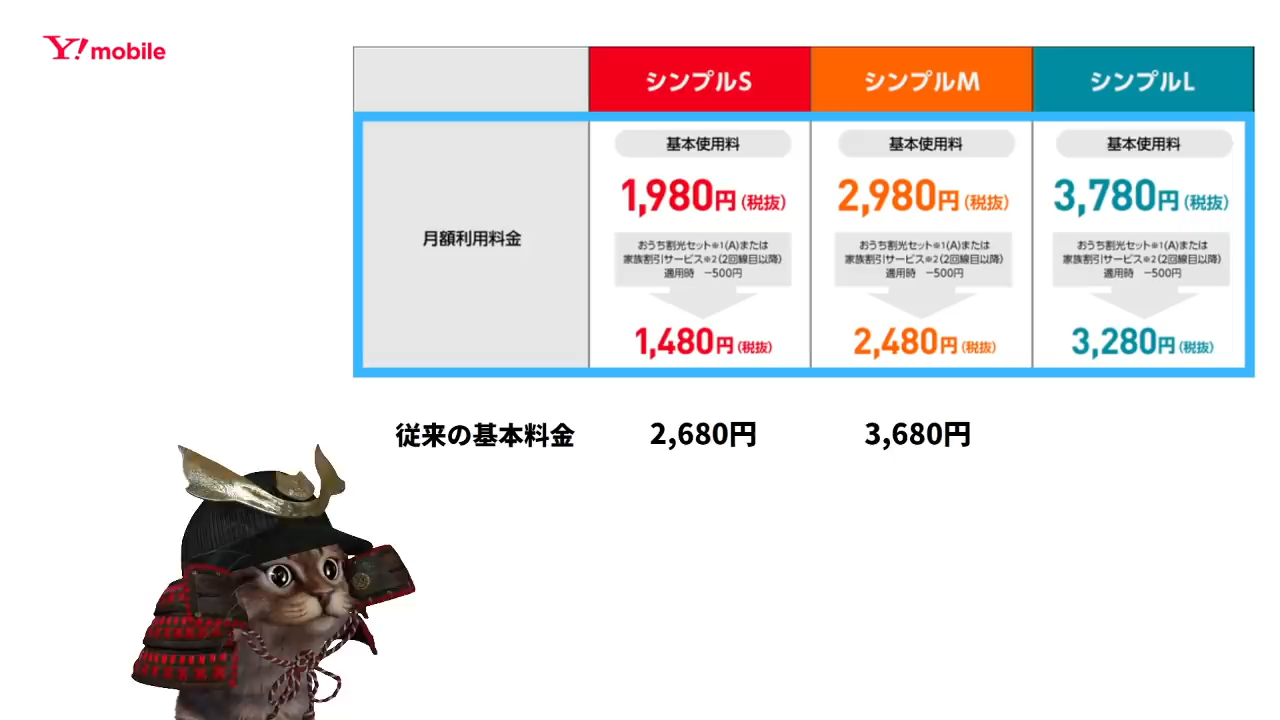 Y!mobile
シンプルS
シンプルM
シンプルL
月額利用料金
基本使用料
1,980円(税抜)
おうち割光セット※1(A)または
家族割引サービス※2(2回線目以降)
適用時 −500円
1,480円(税抜)
基本使用料
2,980円(税抜)
おうち割光セット※1(A)または
家族割引サービス※2(2回線目以降)
適用時 −500円
2,480円(税抜)
基本使用料
3,780円(税抜)
おうち割光セット※1(A)または
家族割引サービス※2(2回線目以降)
適用時 −500円
3,280円(税抜)
従来の基本料金
2,680円
3,680円